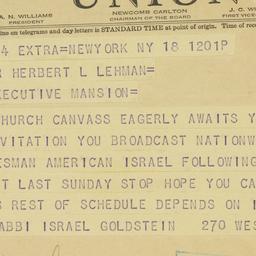 UNION
A. N. WILLIAMS
PRESIDENT
NEWCOMB CARLTON
CHAIRMAN OF THE BOARD
J. C. W
FIRST VICE
time on telegrams and day letters is STANDARD TIME at point of origin. Time of rece
4 EXTRA=NEWYORK NY 18 1201P
R HERBERT L LEHMAN=
XECUTIVE MANSION=
HURCH CANVASS EAGERLY AWAITS Y
VITATION YOU BROADCAST NATIONW
ESMAN AMERICAN ISRAEL FOLLOWING
T LAST SUNDAY STOP HOPE YOU CA
S REST OF SCHEDULE DEPENDS ON
ABBI ISRAEL GOLDSTEIN 270 WES